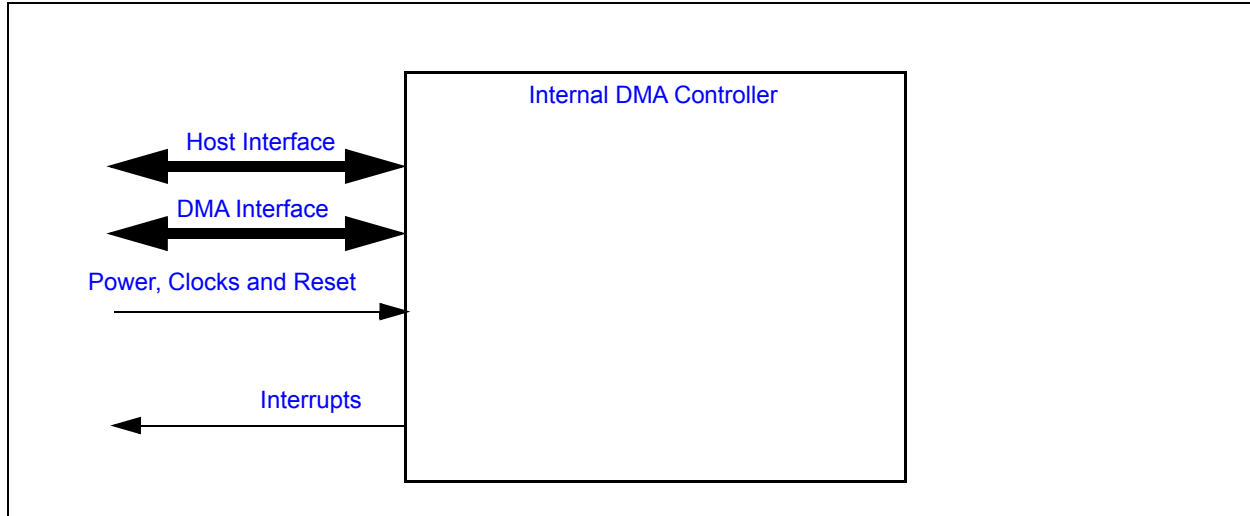 Internal DMA Controller
Host Interface
DMA Interface
Power, Clocks and Reset
Interrupts